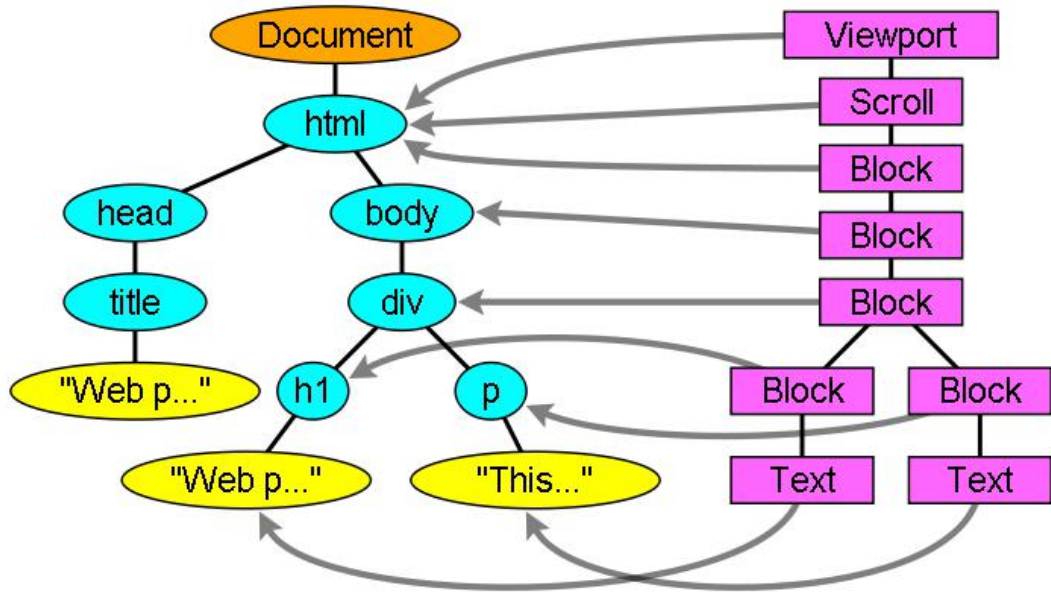 Document
Viewport
html
Scroll
Block
head
body
Block
title
div
Block
"Web p..."
h1
p
Block
Block
"Web p..."
"This..."
Text
Text